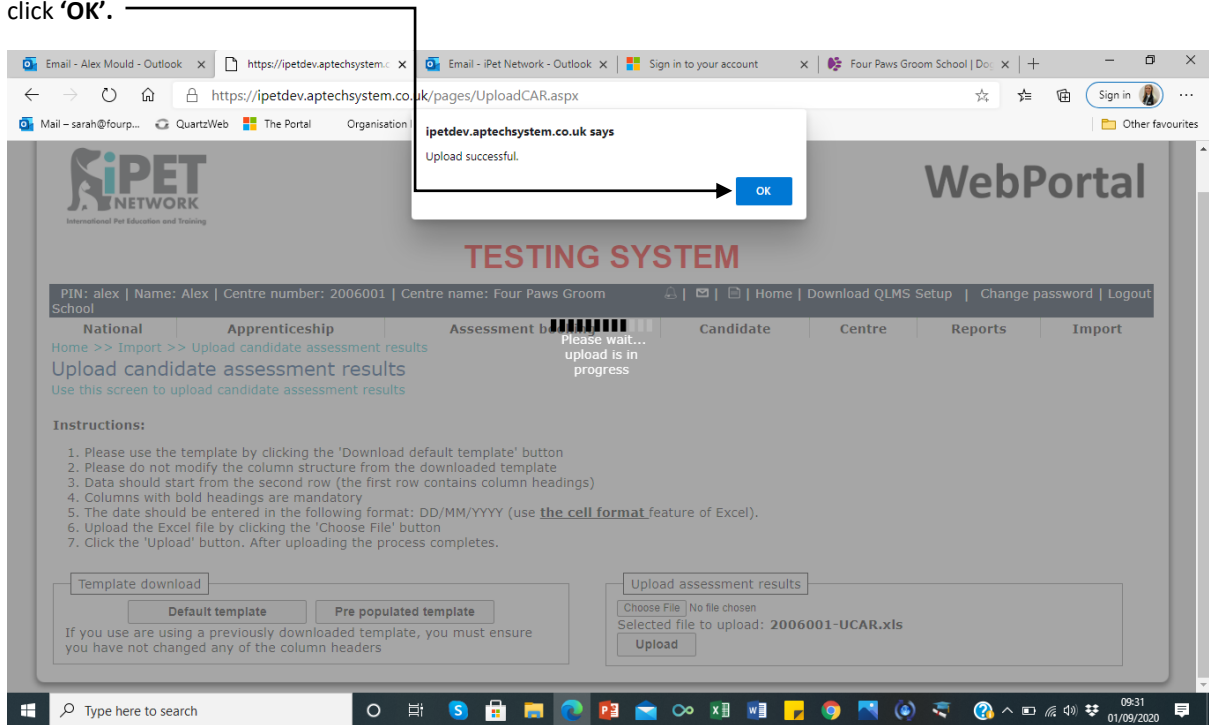 click 'OK'.
Email - Alex Mould - Outlook
https://ipetdev.aptechsystem.c
Email - iPet Network - Outlook
Sign in to your account
Four Paws Groom School | Dog
https://ipetdev.aptechsystem.co.uk/pages/UploadCAR.aspx
Sign in
Mail – sarah@fourp...
QuartzWeb
The Portal
Organisation
Other favourites
ipetdev.aptechsystem.co.uk says
Upload successful.
OK
iPET
NETWORK
International Pet Education and Training
WebPortal
TESTING SYSTEM
PIN: alex | Name: Alex | Centre number: 2006001 | Centre name: Four Paws Groom School
| Home | Download QLMS Setup | Change password | Logout
National
Apprenticeship
Assessment booking
Candidate
Centre
Reports
Import
Please wait...
upload is in
progress
Home >> Import >> Upload candidate assessment results
Upload candidate assessment results
Use this screen to upload candidate assessment results
Instructions:
1. Please use the template by clicking the 'Download default template' button
2. Please do not modify the column structure from the downloaded template
3. Data should start from the second row (the first row contains column headings)
4. Columns with bold headings are mandatory
5. The date should be entered in the following format: DD/MM/YYYY (use the cell format feature of Excel).
6. Upload the Excel file by clicking the 'Choose File' button
7. Click the 'Upload' button. After uploading the process completes.
Template download
Default template
Pre populated template
If you use are using a previously downloaded template, you must ensure
you have not changed any of the column headers
Upload assessment results
Choose File No file chosen
Selected file to upload: 2006001-UCAR.xls
Upload
Type here to search
09:31
01/09/2020